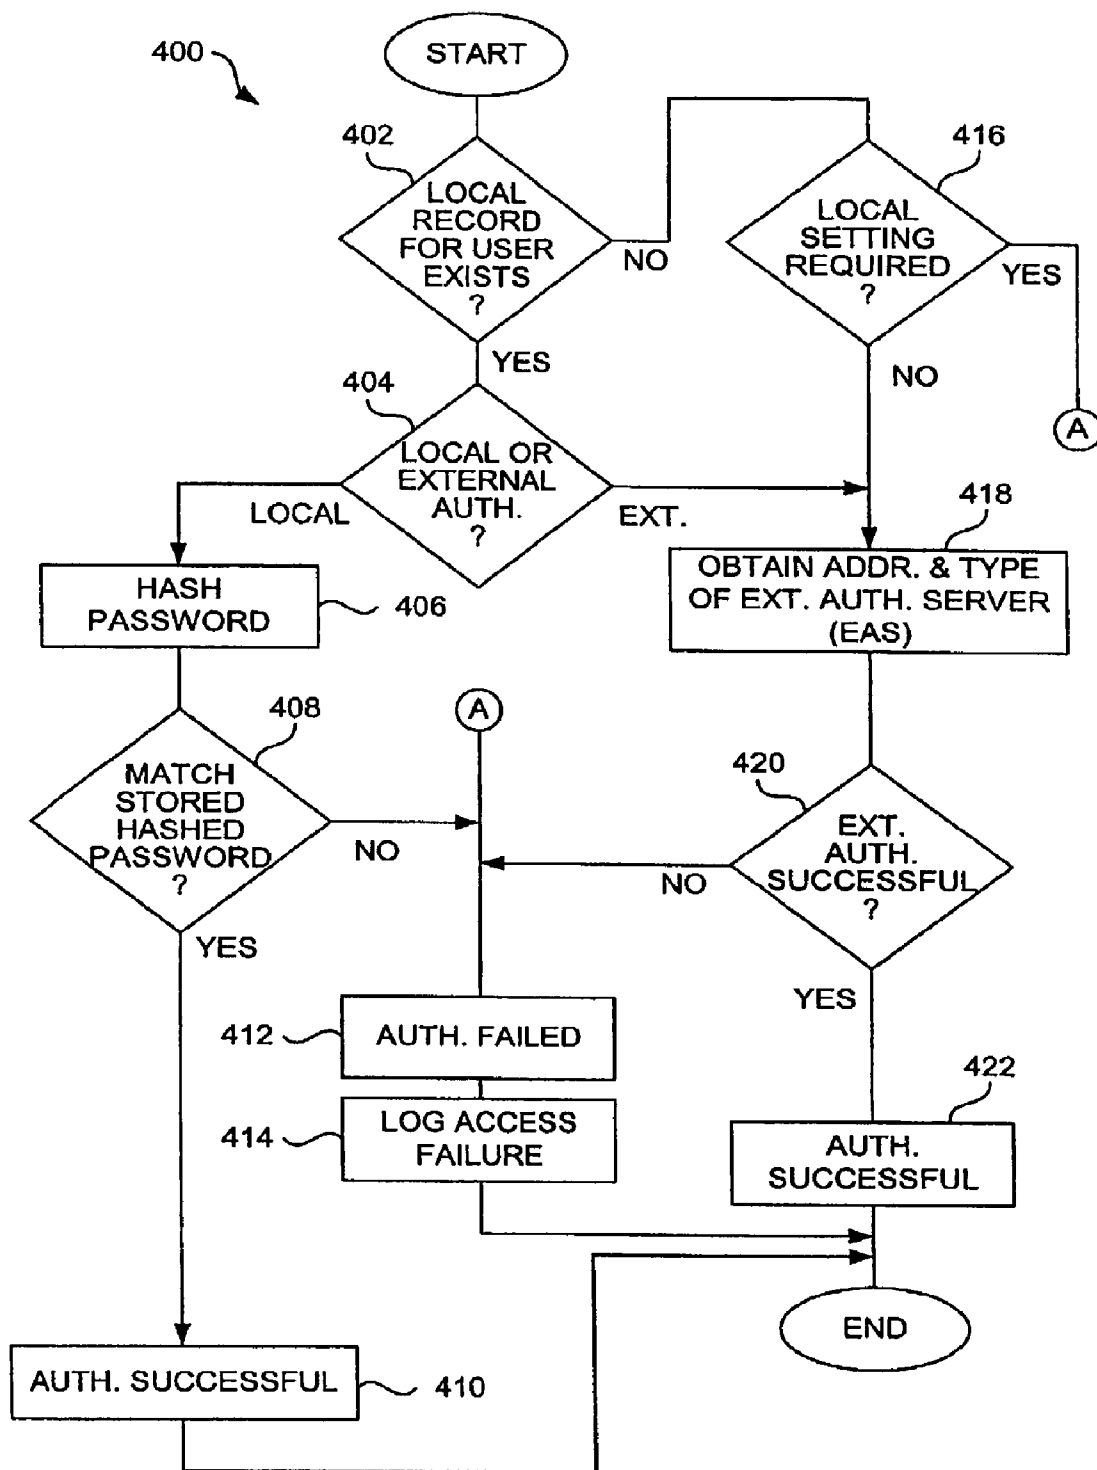 400
START
402
LOCAL
RECORD
FOR USER
EXISTS
?
NO
YES
416
LOCAL
SETTING
REQUIRED
?
YES
NO
A
404
LOCAL OR
EXTERNAL
AUTH.
?
LOCAL
EXT.
418
OBTAIN ADDR. & TYPE
OF EXT. AUTH. SERVER
(EAS)
HASH
PASSWORD
406
408
MATCH
STORED
HASHED
PASSWORD
?
NO
YES
A
420
EXT.
AUTH.
SUCCESSFUL
?
NO
YES
412
AUTH. FAILED
414
LOG ACCESS
FAILURE
422
AUTH.
SUCCESSFUL
END
AUTH. SUCCESSFUL
410